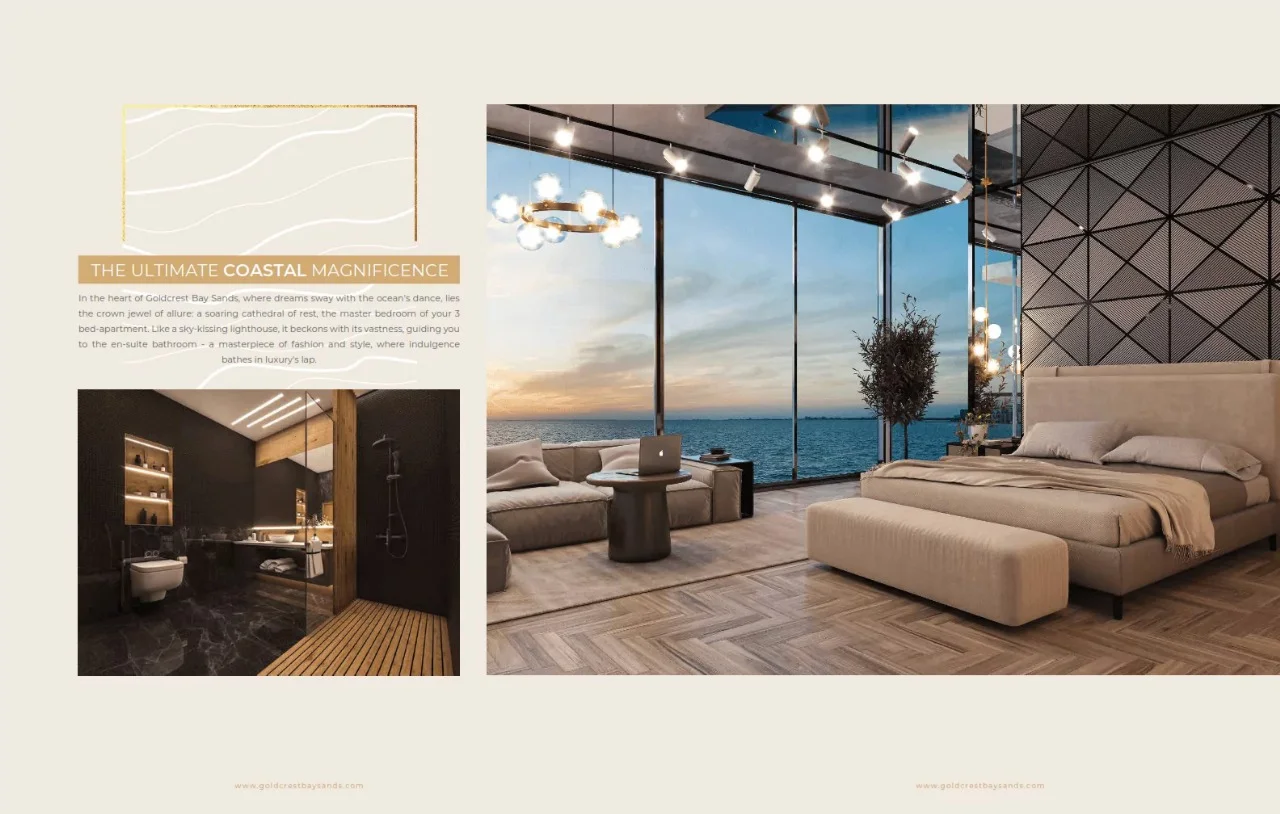 THE ULTIMATE COASTAL MAGNIFICENCE
In the heart of Goldcrest Bay Sands, where dreams sway with the ocean's dance, lies
the crown jewel of allure: a soaring cathedral of rest, the master bedroom of your 3
bed-apartment. Like a sky-kissing lighthouse, it beckons with its vastness, guiding you
to the en-suite bathroom - a masterpiece of fashion and style, where indulgence
bathes in luxury's lap.
www.goldcrestbaysands.com
www.goldcrestbaysands.com